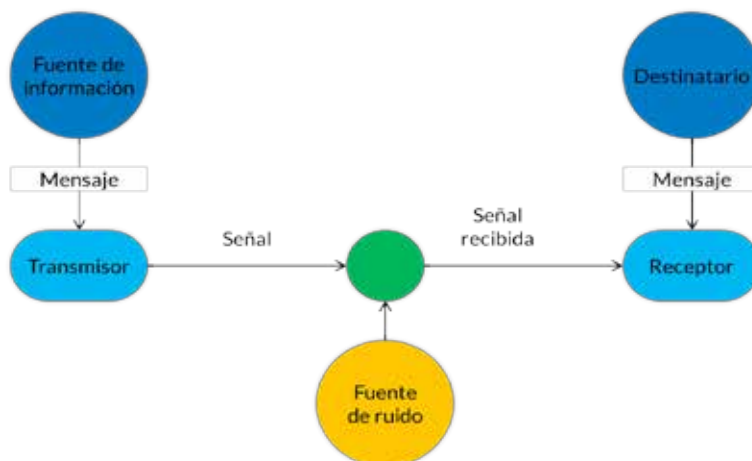 Fuente de
información
Destinatario
Mensaje
Mensaje
Señal
Señal
recibida
Transmisor
Receptor
Fuente
de ruido